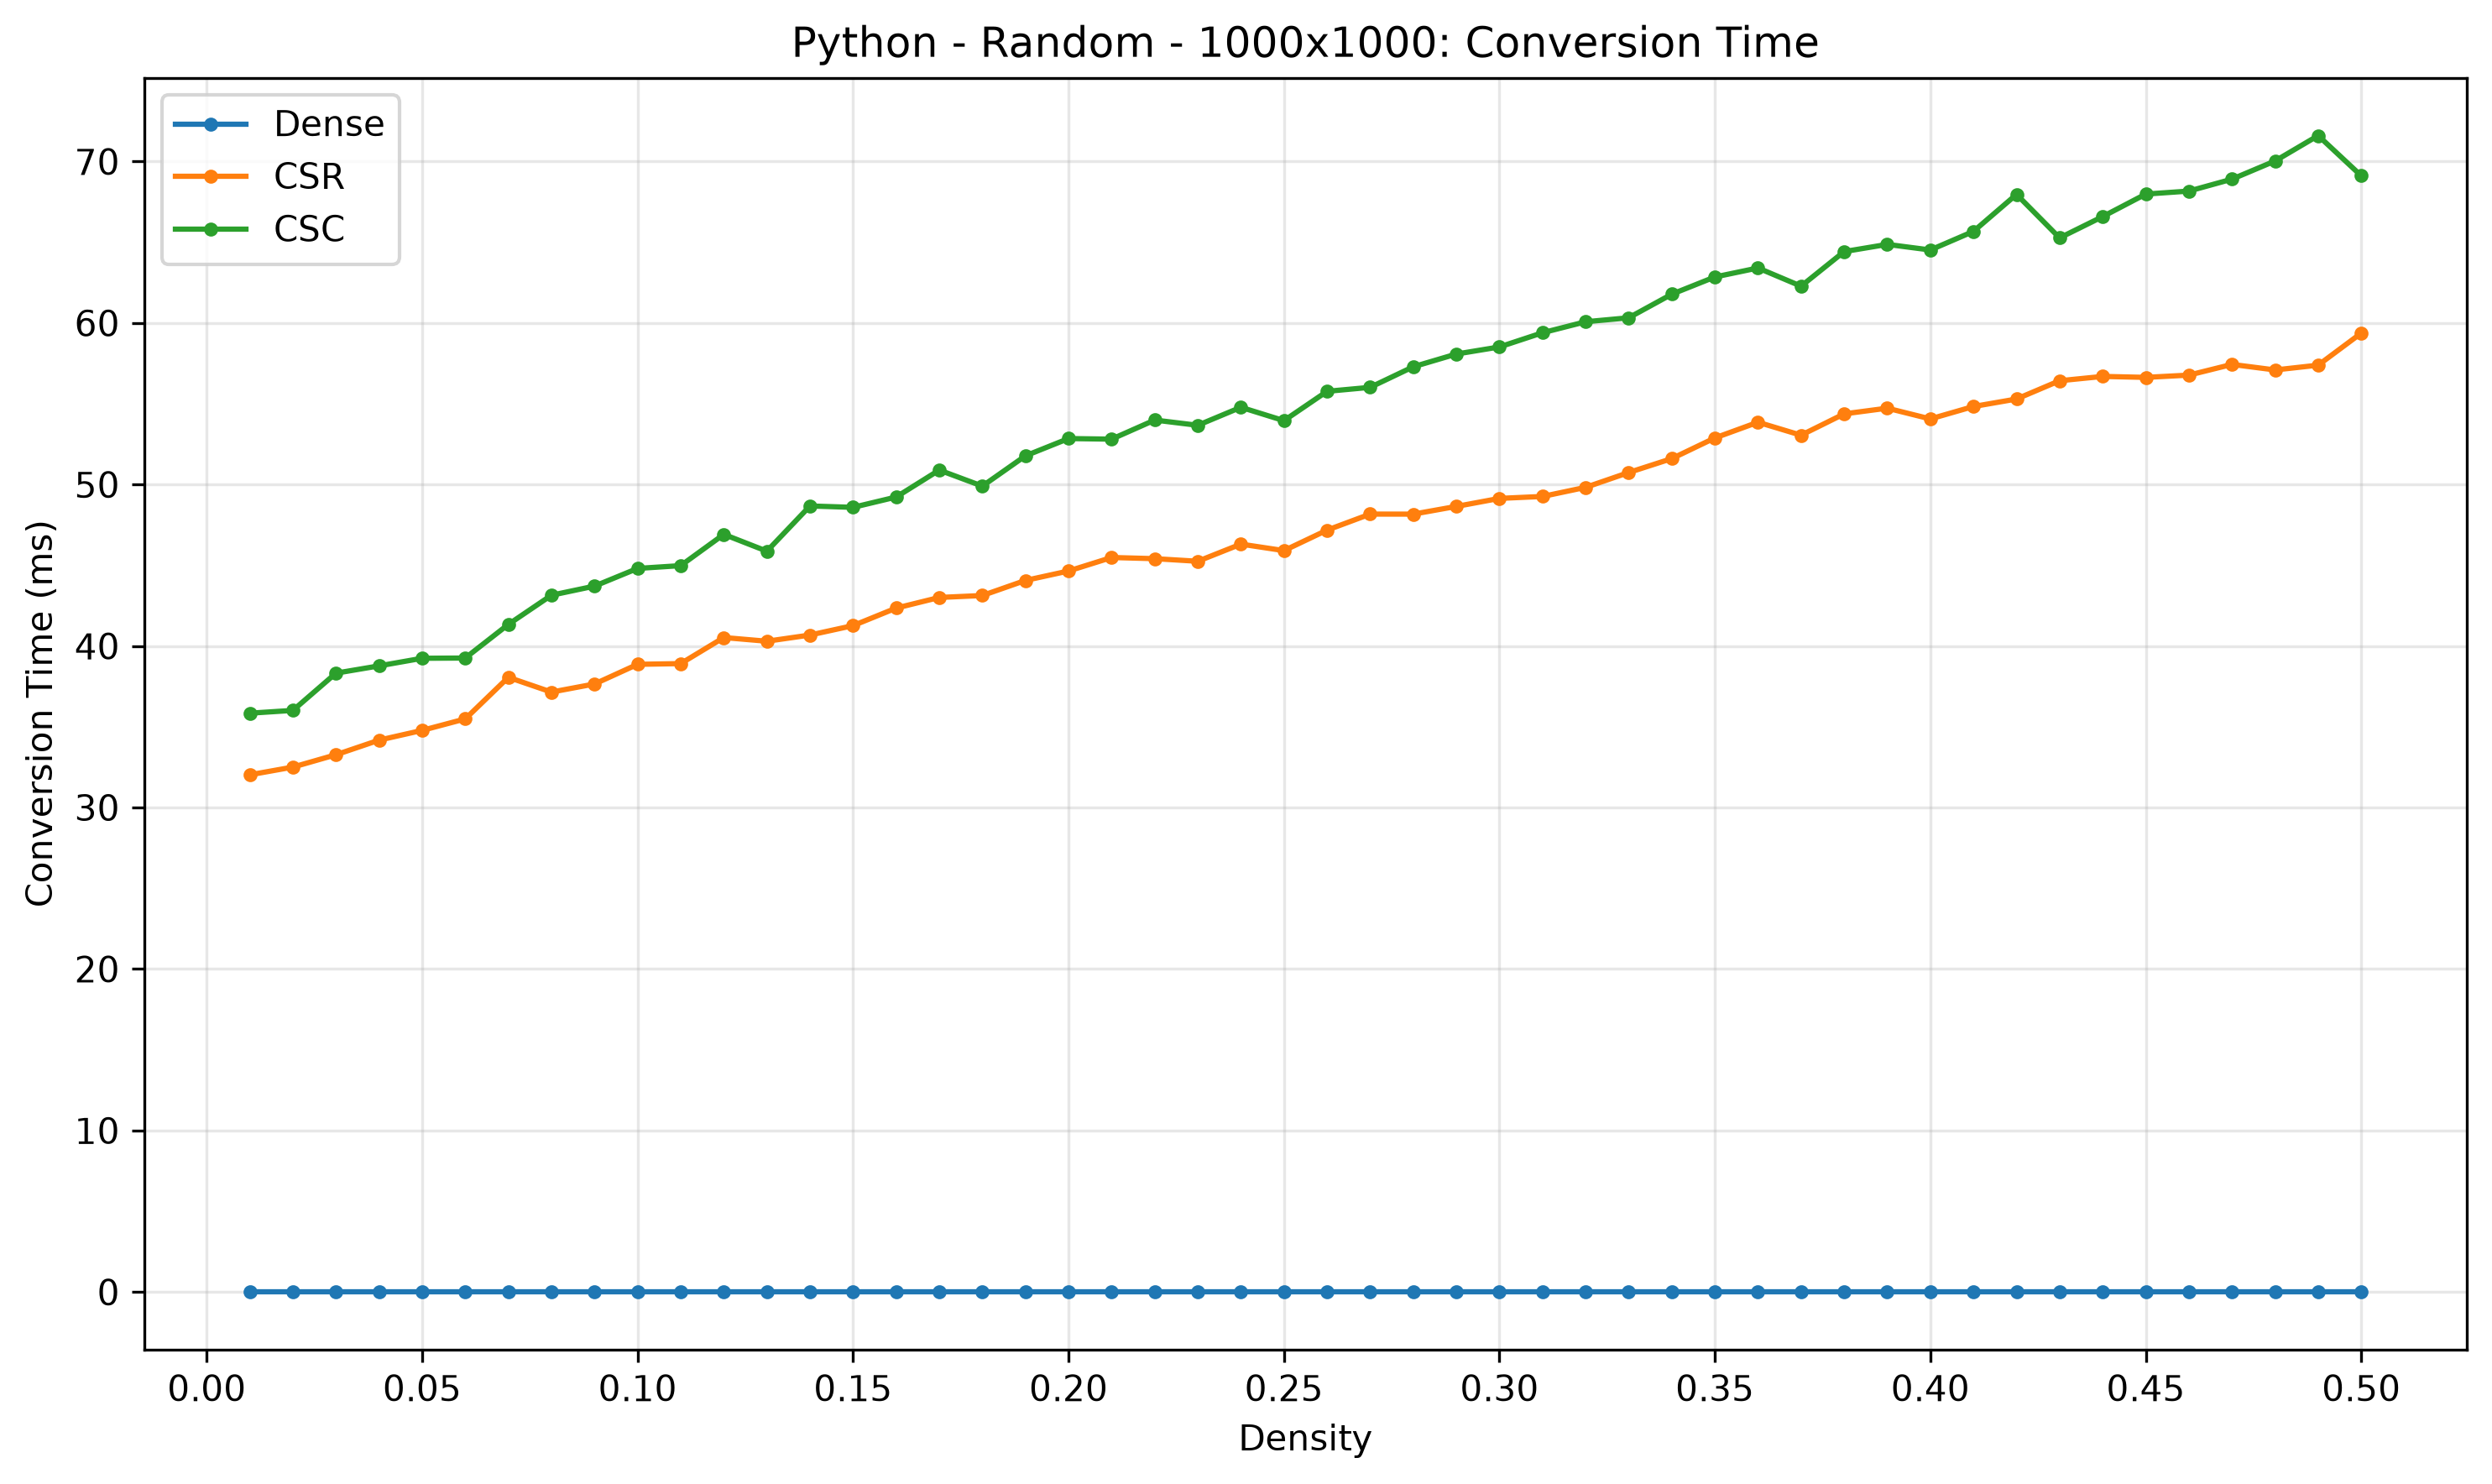 Python - Random - 1000x1000: Conversion Time
Dense
CSR
CSC
Conversion Time (ms)
70
60
50
40
30
20
10
0
0.00 0.05 0.10 0.15 0.20 0.25 0.30 0.35 0.40 0.45 0.50
Density